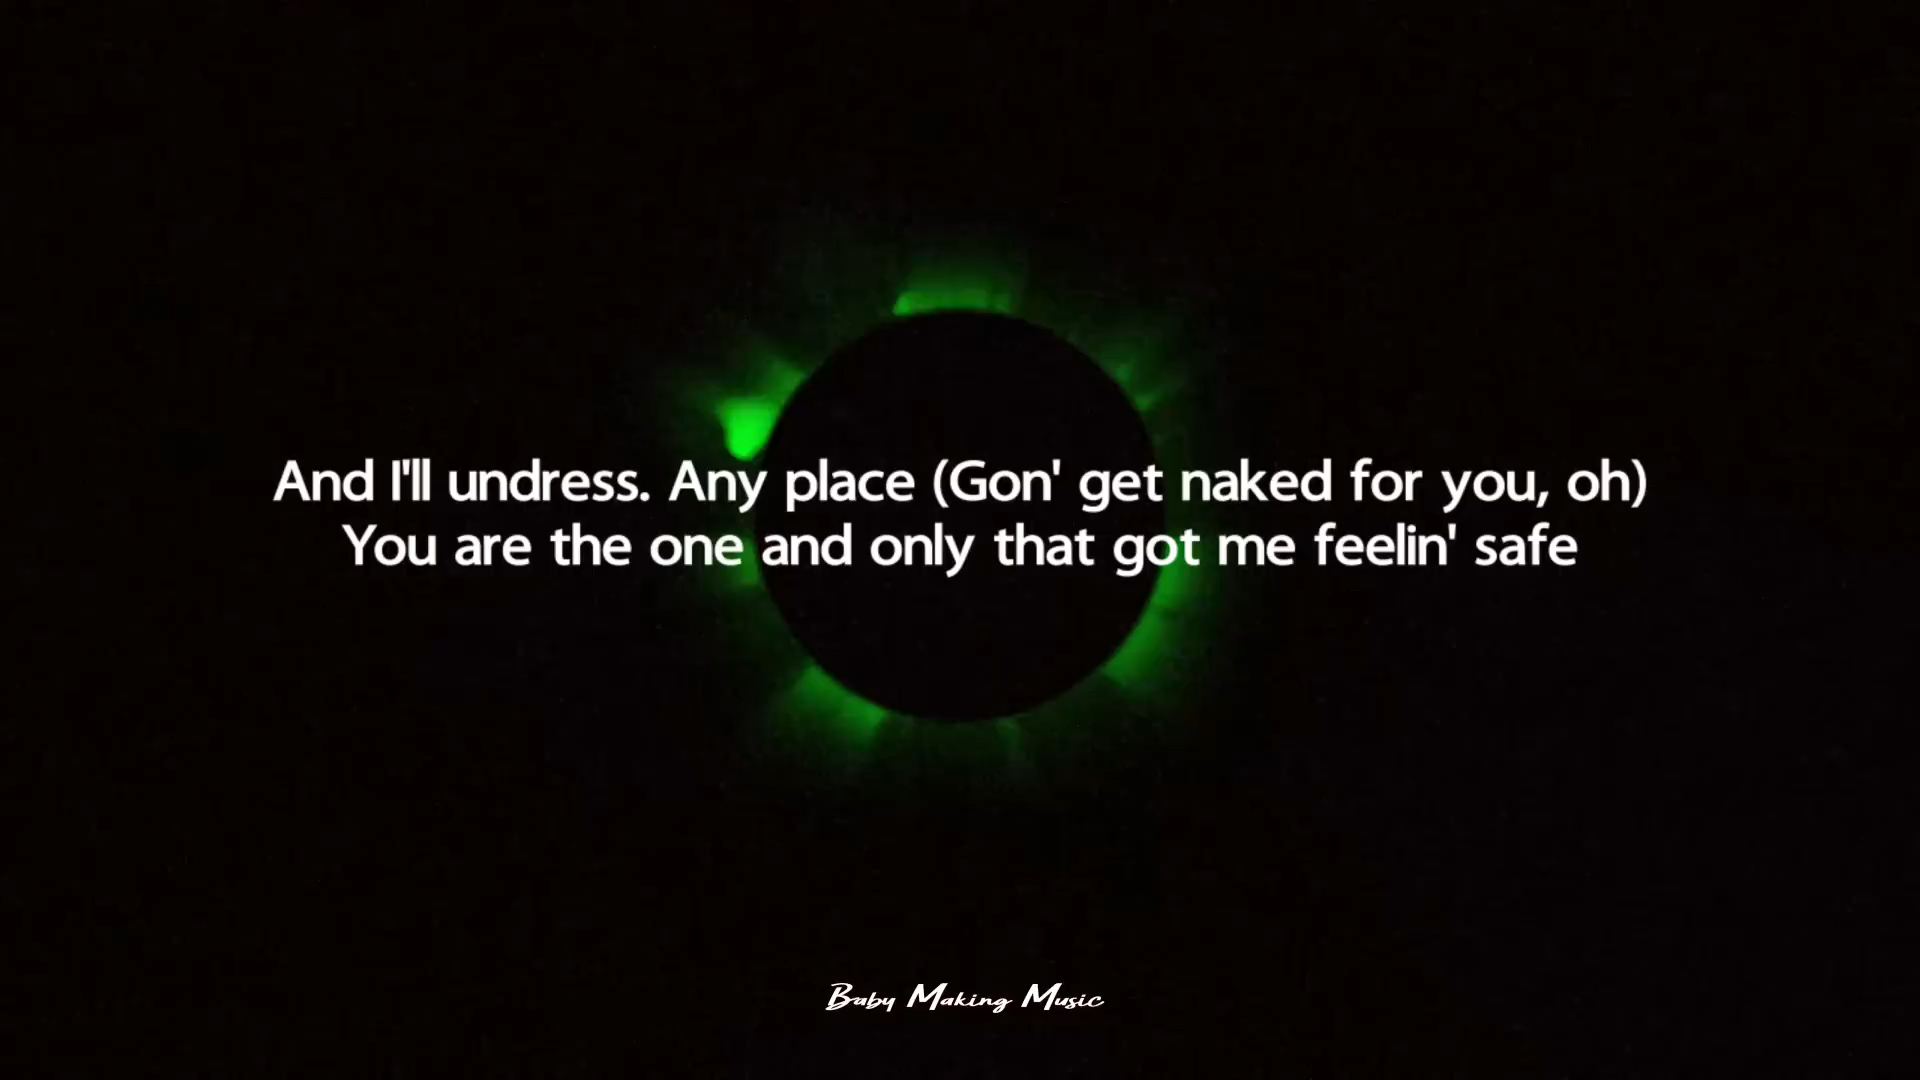 And I'll undress. Any place (Gon' get naked for you, oh)
You are the one and only that got me feelin' safe
Baby Making Music